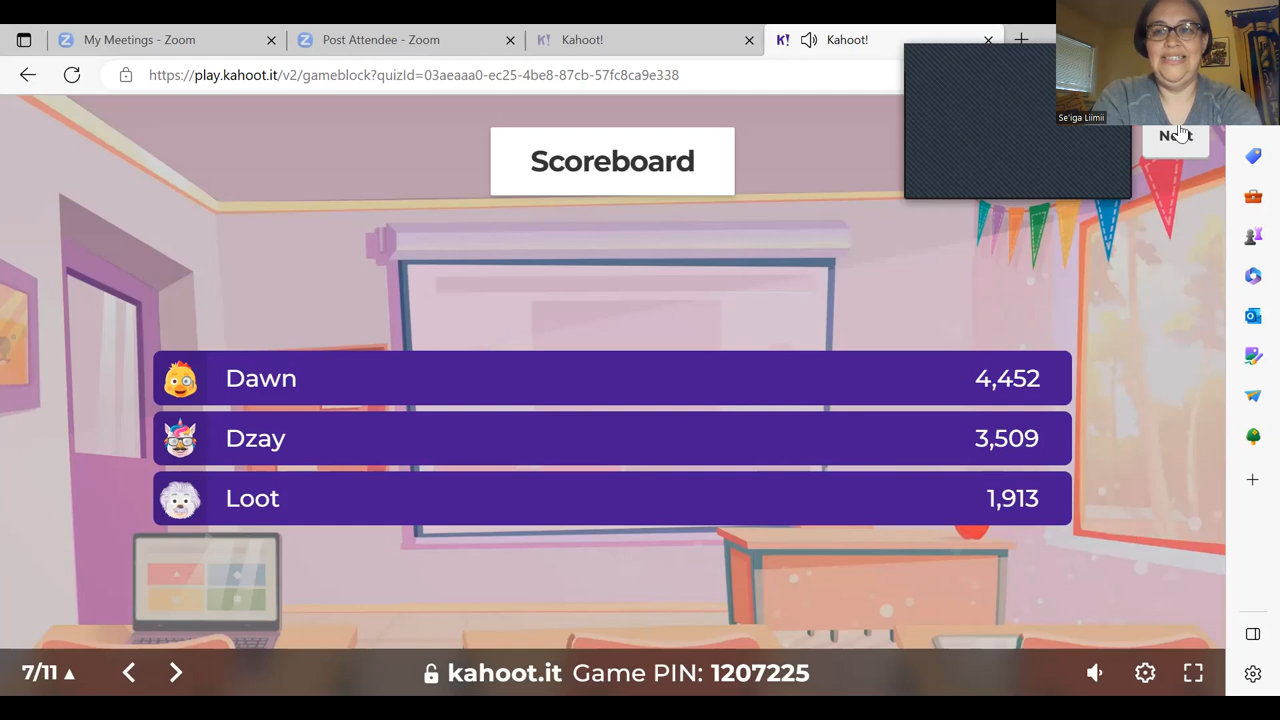 My Meetings - Zoom
Post Attendee - Zoom
K! Kahoot!
K! Kahoot!
https://play.kahoot.it/v2/gameblock?quizId=03aeaaa0-ec25-4be8-87cb-57fc8ca9e338
Se'iga Liimii
Next
Scoreboard
Dawn 4,452
Dzay 3,509
Loot 1,913
7/11
kahoot.it Game PIN: 1207225